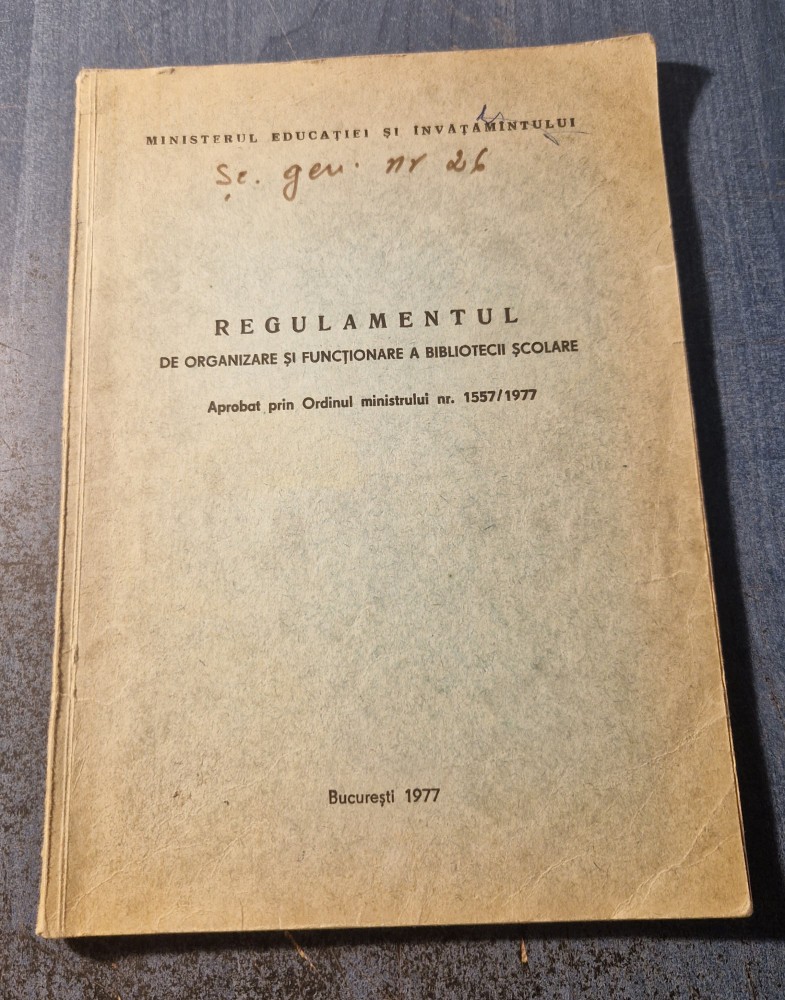 MINISTERUL EDUCAȚIEI ȘI ÎNVĂȚĂMÎNTULUI
Șc. gen. nr 26
REGULAMENTUL
DE ORGANIZARE ȘI FUNCȚIONARE A BIBLIOTECII ȘCOLARE
Aprobat prin Ordinul ministrului nr. 1557/1977
București 1977